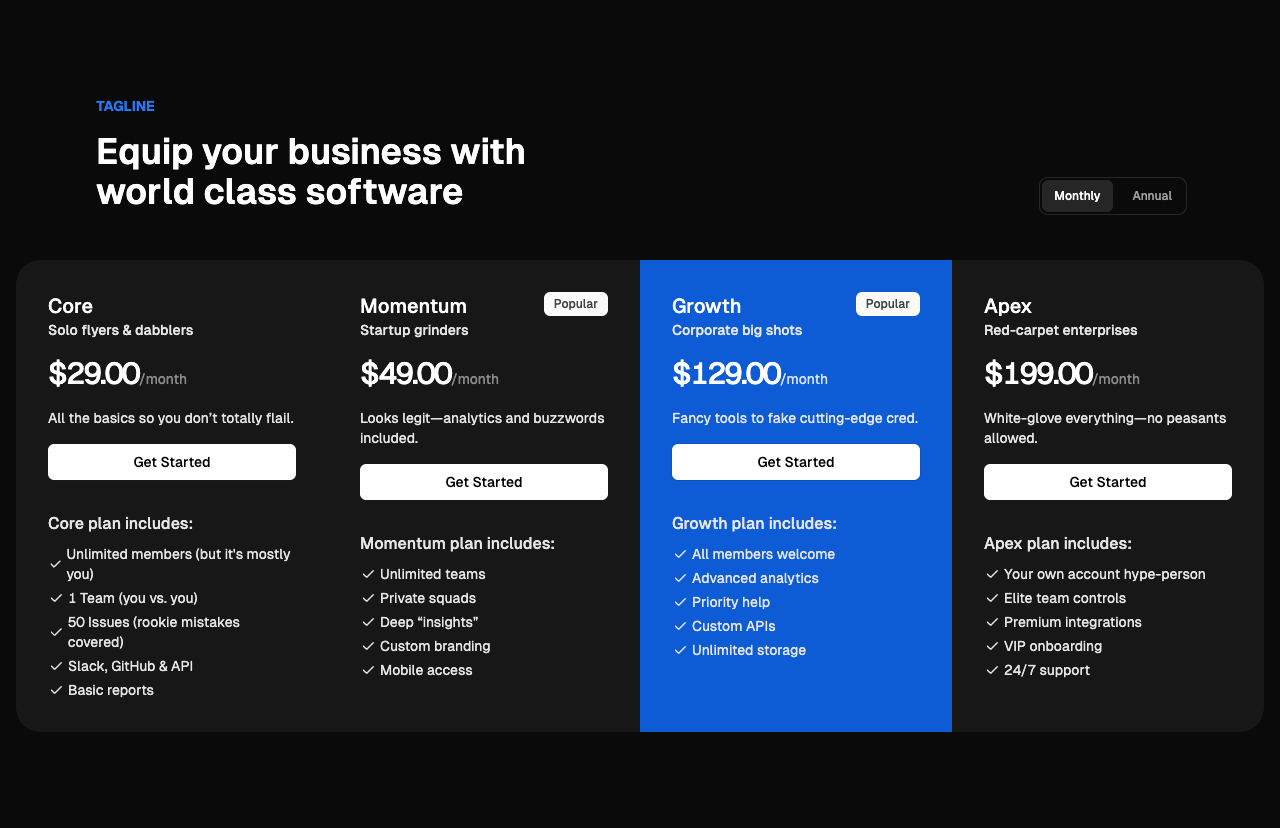 TAGLINE
Equip your business with
world class software
Monthly
Annual
Core
Solo flyers & dabblers
$29.00/month
All the basics so you don’t totally flail.
Get Started
Core plan includes:
Unlimited members (but it's mostly
you)
1 Team (you vs. you)
50 Issues (rookie mistakes
covered)
Slack, GitHub & API
Basic reports
Momentum
Popular
Startup grinders
$49.00/month
Looks legit—analytics and buzzwords
included.
Get Started
Momentum plan includes:
Unlimited teams
Private squads
Deep “insights”
Custom branding
Mobile access
Growth
Popular
Corporate big shots
$129.00/month
Fancy tools to fake cutting-edge cred.
Get Started
Growth plan includes:
All members welcome
Advanced analytics
Priority help
Custom APIs
Unlimited storage
Apex
Red-carpet enterprises
$199.00/month
White-glove everything—no peasants
allowed.
Get Started
Apex plan includes:
Your own account hype-person
Elite team controls
Premium integrations
VIP onboarding
24/7 support